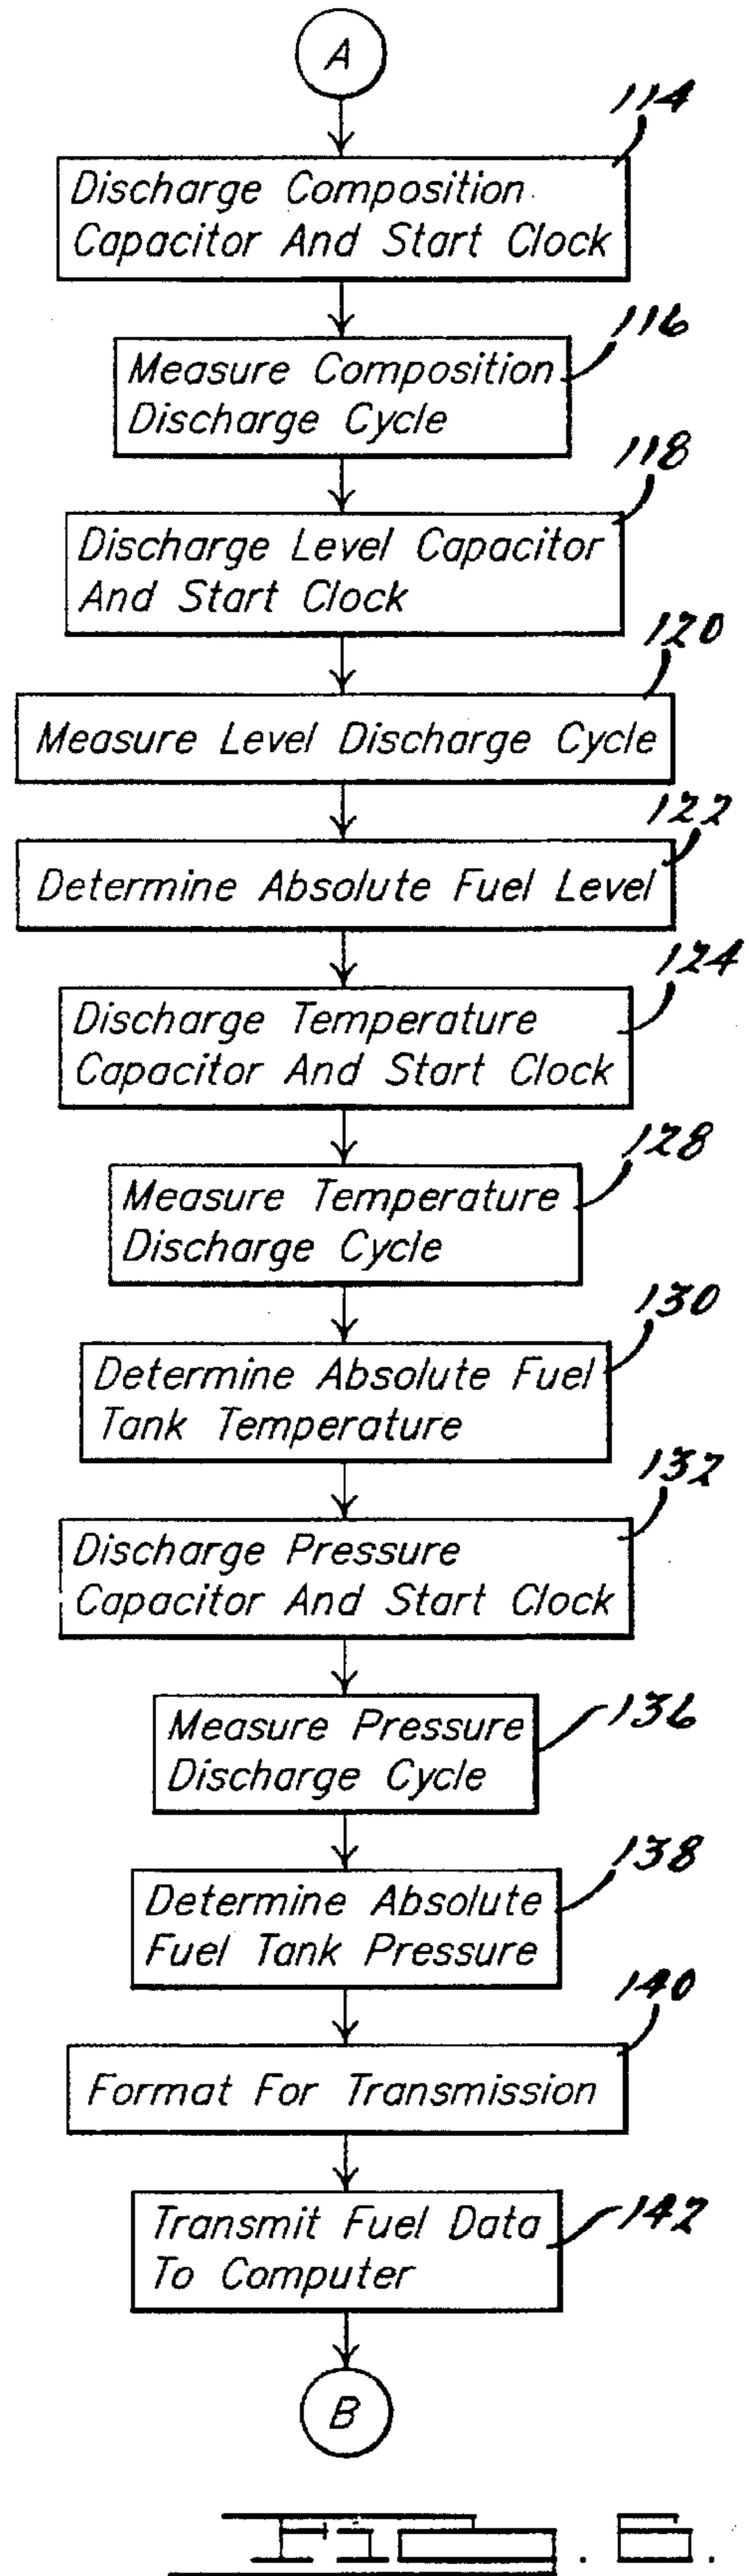 A
114
Discharge Composition
Capacitor And Start Clock
116
Measure Composition
Discharge Cycle
118
Discharge Level Capacitor
And Start Clock
120
Measure Level Discharge Cycle
122
Determine Absolute Fuel Level
124
Discharge Temperature
Capacitor And Start Clock
128
Measure Temperature
Discharge Cycle
130
Determine Absolute Fuel
Tank Temperature
132
Discharge Pressure
Capacitor And Start Clock
136
Measure Pressure
Discharge Cycle
138
Determine Absolute
Fuel Tank Pressure
140
Format For Transmission
142
Transmit Fuel Data
To Computer
B